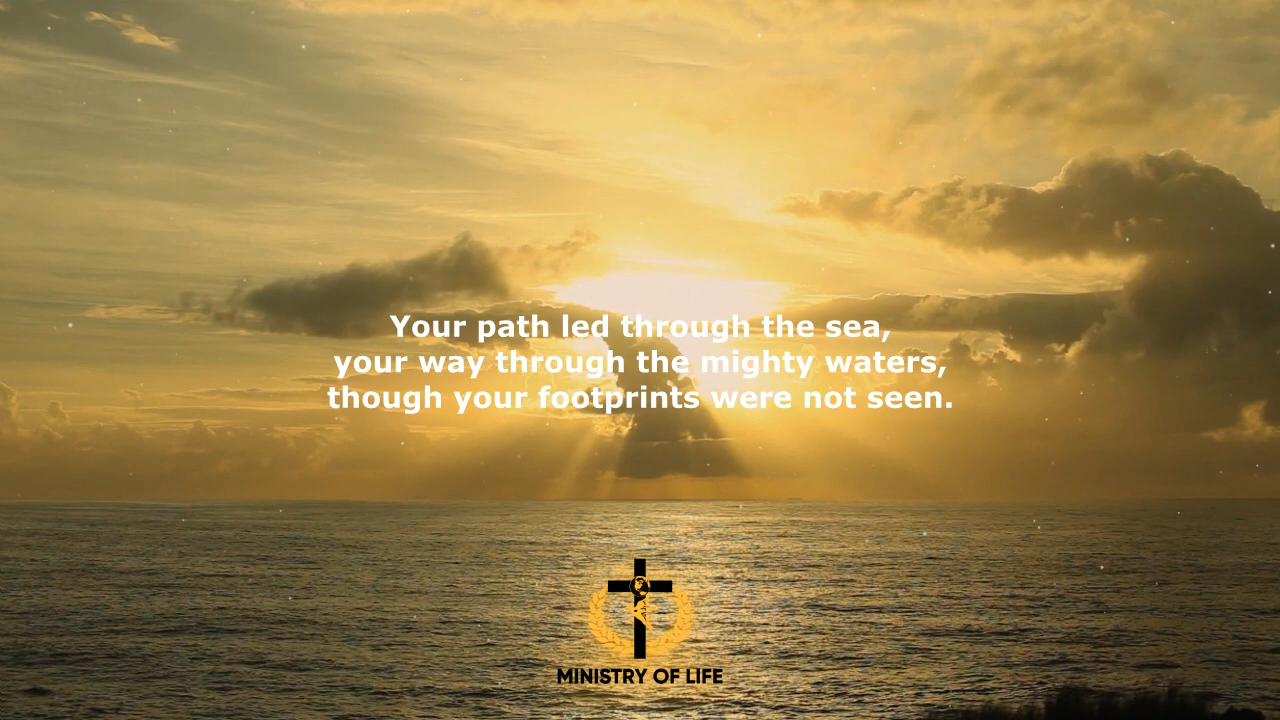 Your path led through the sea,
your way through the mighty waters,
though your footprints were not seen.
MINISTRY OF LIFE